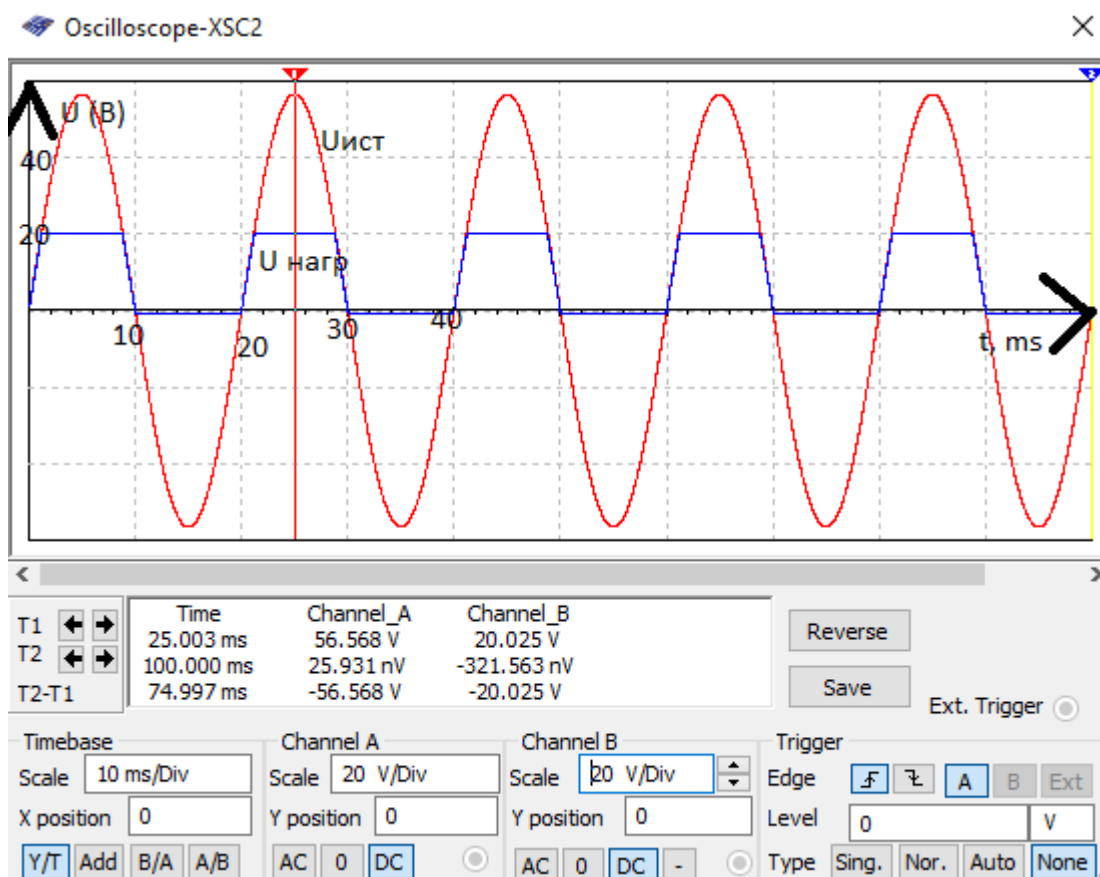 Oscilloscope-XSC2
U (В)
Uист
40
20
U нагр
10
20
30
40
t, ms
1
2
Time Channel_A Channel_B
T1 25.003 ms 56.568 V 20.025 V
T2 100.000 ms 25.931 nV -321.563 nV
T2-T1 74.997 ms -56.568 V -20.025 V
Reverse
Save
Ext. Trigger
Timebase
Scale 10 ms/Div
X position 0
Y/T Add B/A A/B
Channel A
Scale 20 V/Div
Y position 0
AC 0 DC
Channel B
Scale 20 V/Div
Y position 0
AC 0 DC -
Trigger
Edge A B Ext
Level 0 V
Type Sing. Nor. Auto None